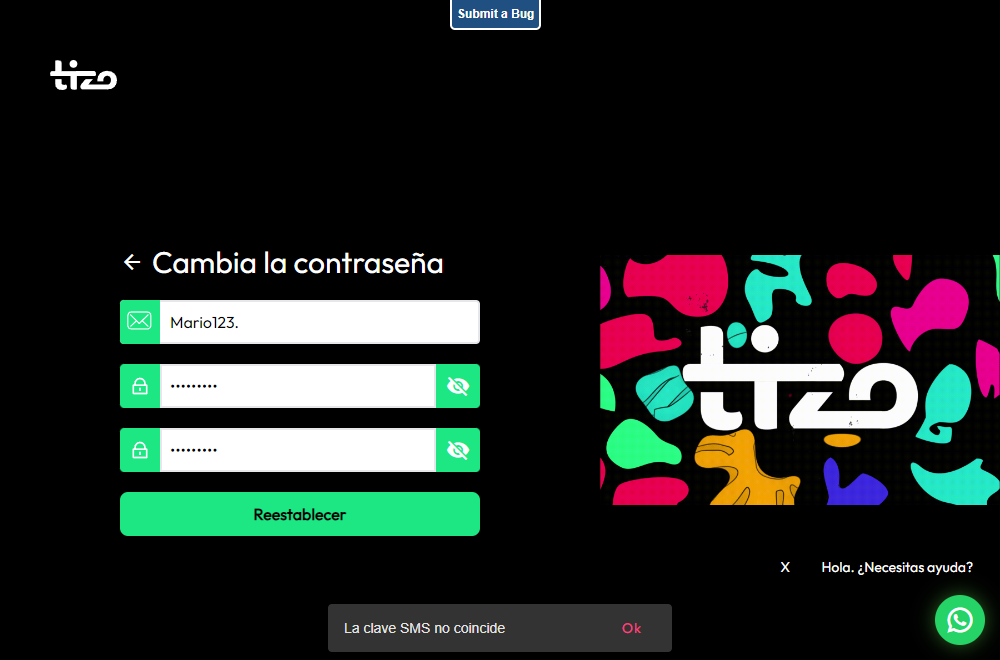 Submit a Bug
tizo
Cambia la contraseña
Mario123.
•••••••••
•••••••••
Reestablecer
tizo
X Hola. ¿Necesitas ayuda?
La clave SMS no coincide Ok